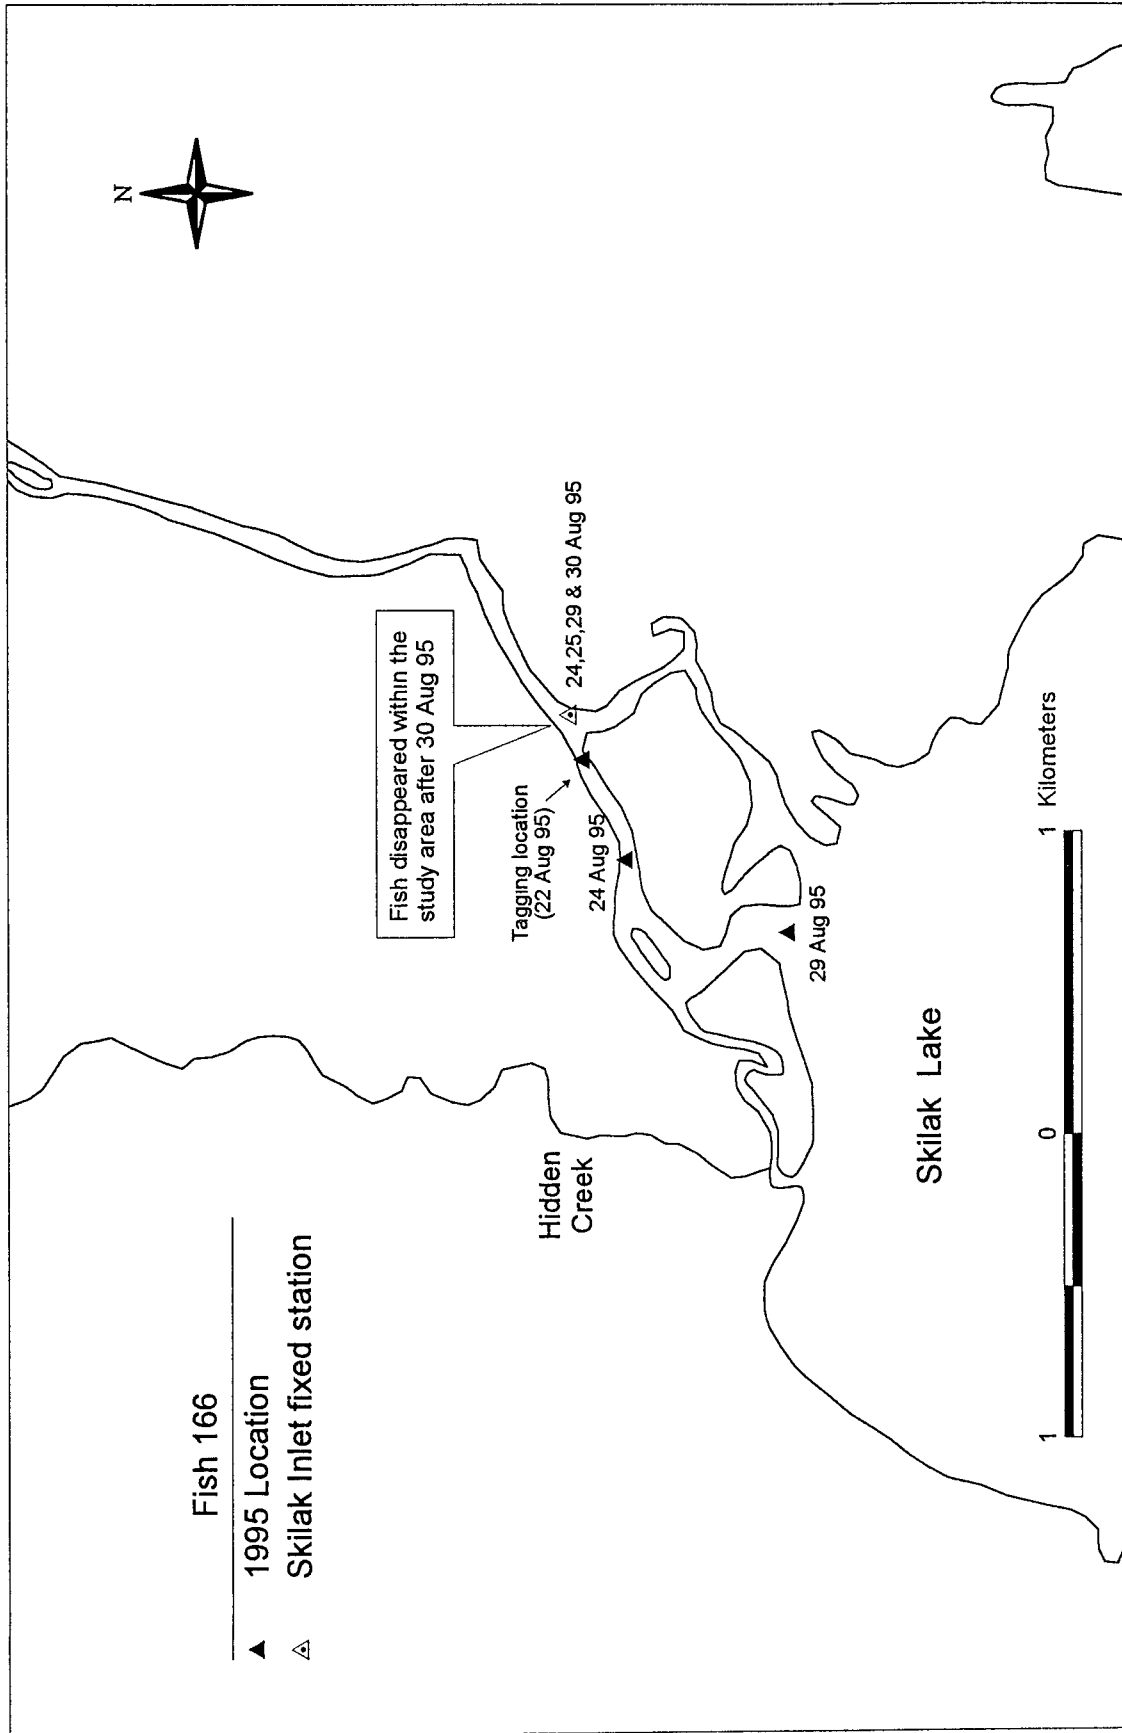 Fish 166
1995 Location
Skilak Inlet fixed station
N
Fish disappeared within the
study area after 30 Aug 95
Tagging location
(22 Aug 95)
24,25,29 & 30 Aug 95
24 Aug 95
29 Aug 95
Hidden
Creek
Skilak Lake
1 0 1 Kilometers